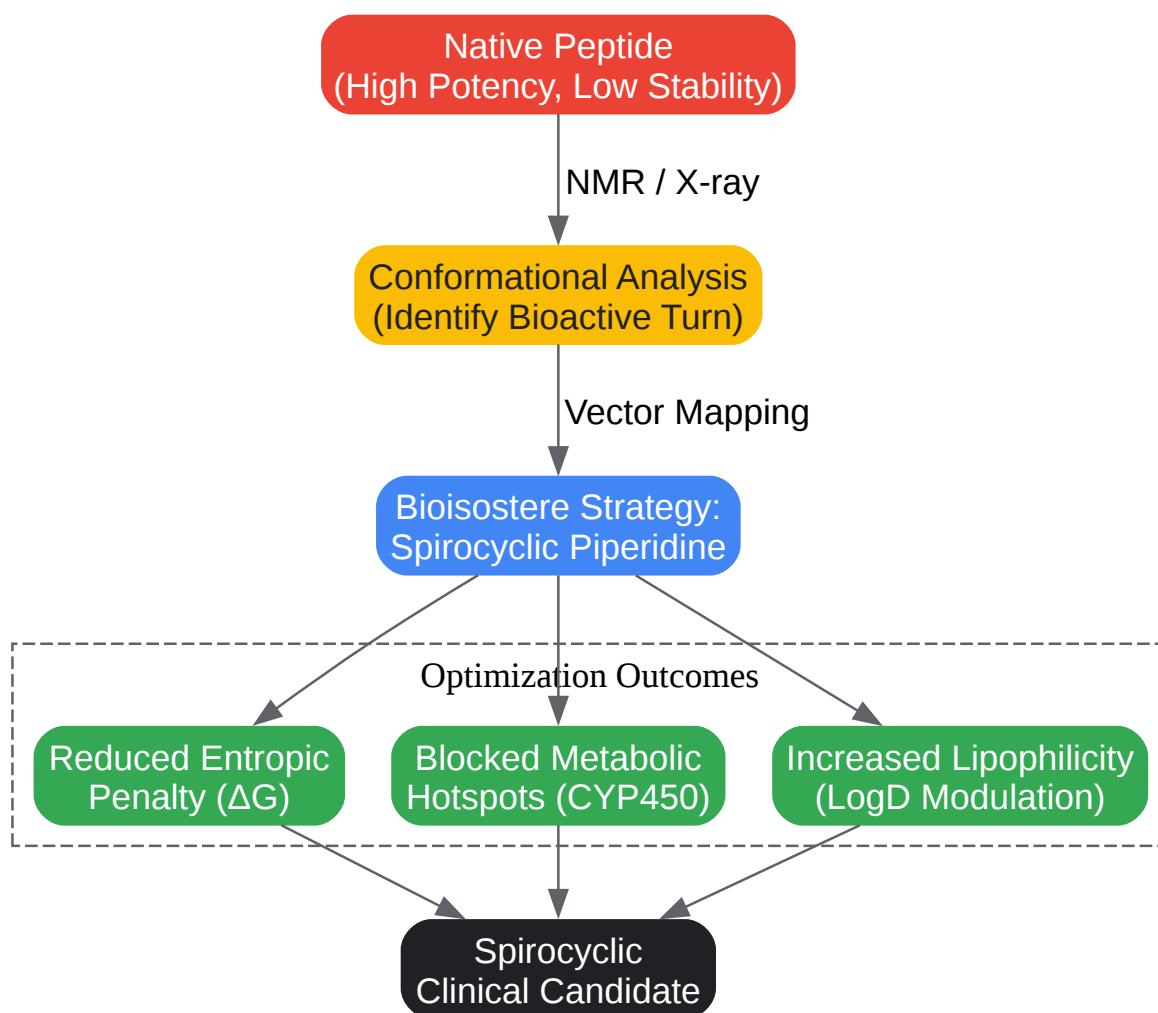 Native Peptide
(High Potency, Low Stability)
NMR / X-ray
Conformational Analysis
(Identify Bioactive Turn)
Vector Mapping
Bioisostere Strategy:
Spirocyclic Piperidine
Optimization Outcomes
Reduced Entropic
Penalty (ΔG)
Blocked Metabolic
Hotspots (CYP450)
Increased Lipophilicity
(LogD Modulation)
Spirocyclic
Clinical Candidate